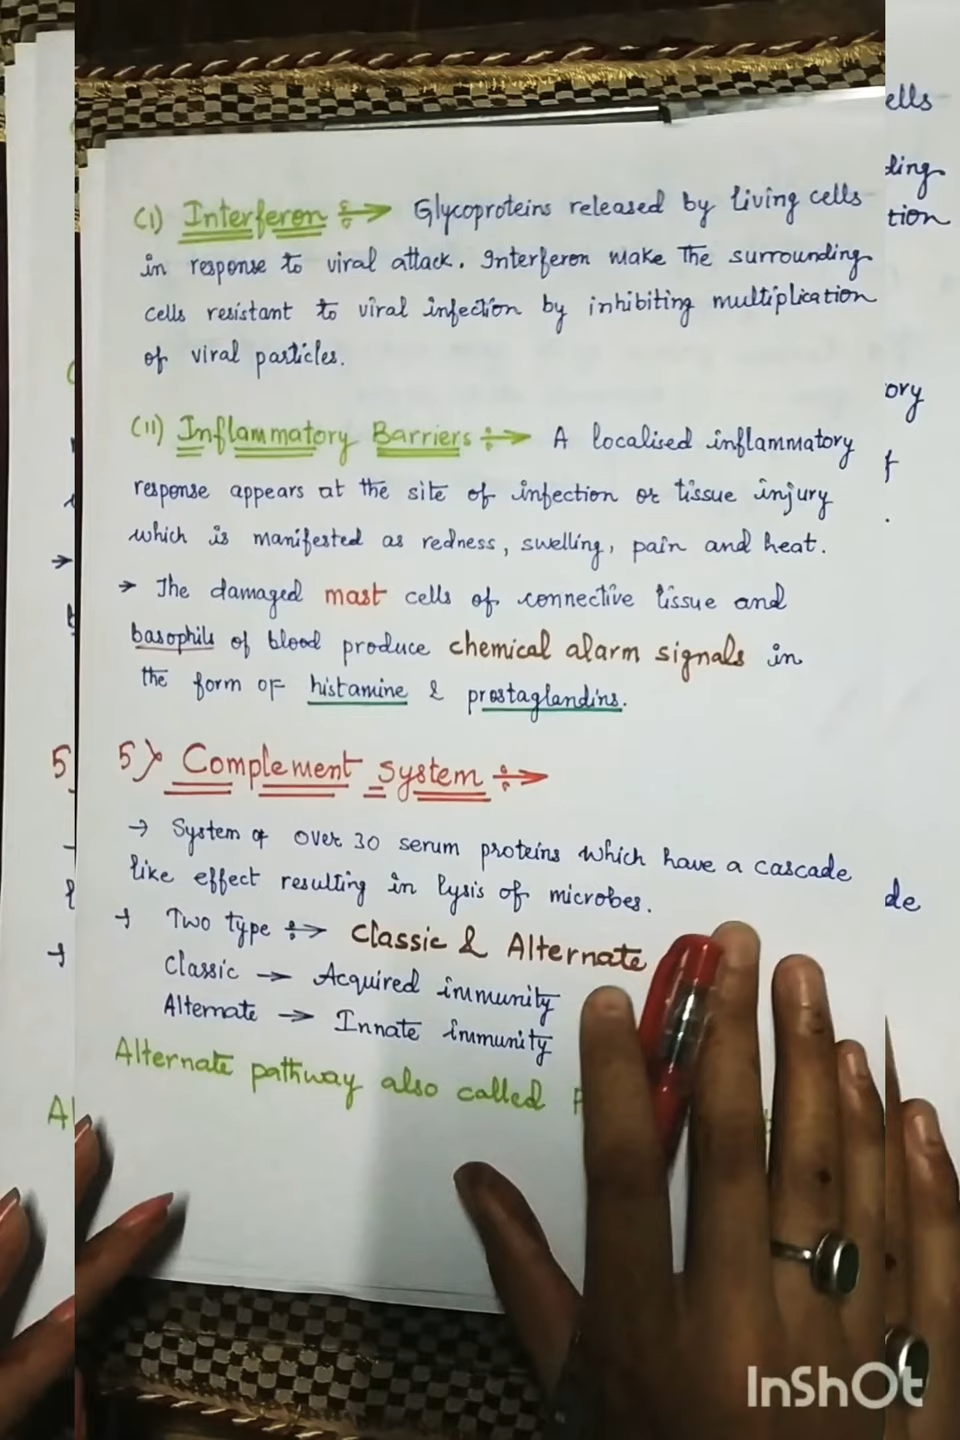 (I) Interferon ÷→ Glycoproteins released by living cells
in response to viral attack. Interferon make the surrounding
cells resistant to viral infection by inhibiting multiplication
of viral particles.
(II) Inflammatory Barriers ÷→ A localised inflammatory
response appears at the site of infection or tissue injury
which is manifested as redness, swelling, pain and heat.
→ The damaged mast cells of connective tissue and
basophils of blood produce chemical alarm signals in
the form of histamine & prostaglandins.
5) Complement System ÷→
→ System of over 30 serum proteins which have a cascade
like effect resulting in lysis of microbes.
→ Two type ÷→ Classic & Alternate
Classic → Acquired immunity
Alternate → Innate immunity
Alternate pathway also called
InShOt